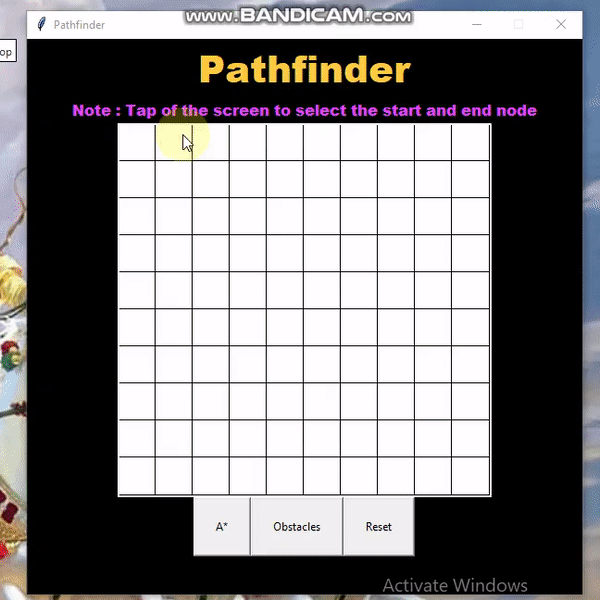 www.BANDICAM.com
Pathfinder
op
Pathfinder
Note : Tap of the screen to select the start and end node
A*
Obstacles
Reset
Activate Windows